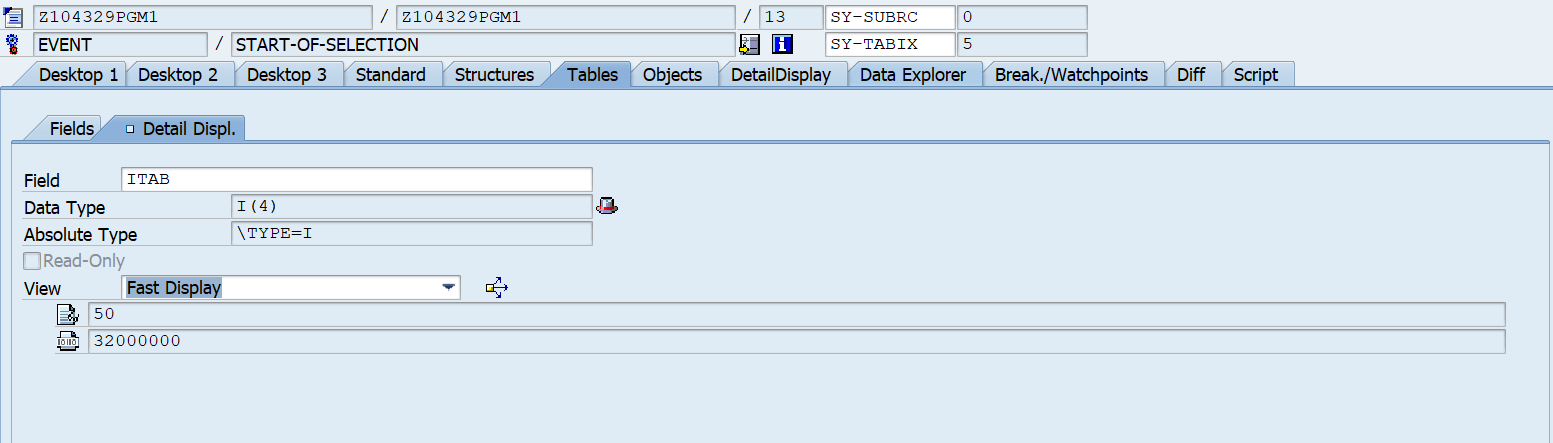 Z104329PGM1 / Z104329PGM1 / 13 SY-SUBRC 0
EVENT / START-OF-SELECTION SY-TABIX 5
Desktop 1 Desktop 2 Desktop 3 Standard Structures Tables Objects DetailDisplay Data Explorer Break./Watchpoints Diff Script
Fields Detail Displ.
Field ITAB
Data Type I(4)
Absolute Type \TYPE=I
Read-Only
View Fast Display
50
32000000